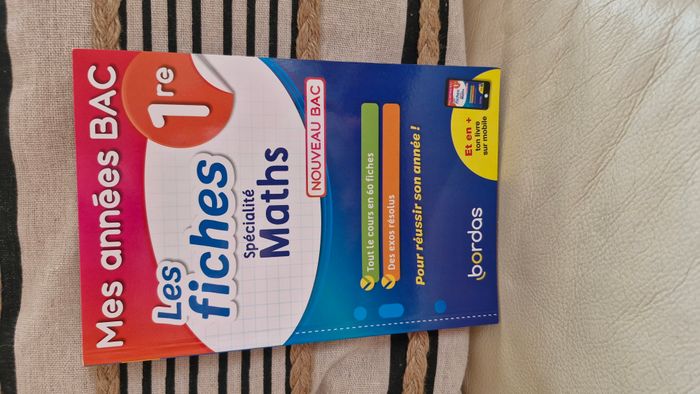 Mes années BAC
1re
Les
fiches
Spécialité
Maths
NOUVEAU BAC
Tout le cours en 60 fiches
Des exos résolus
Pour réussir son année !
Et en +
ton livre
sur mobile
bordas